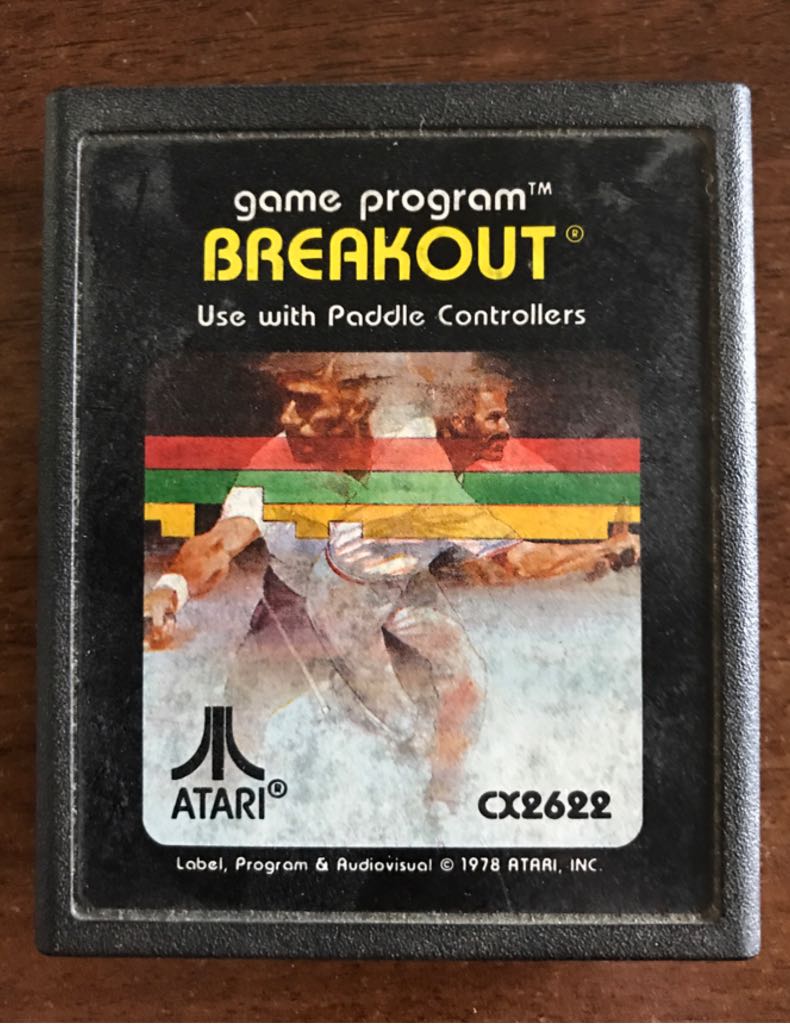 game program™
BREAKOUT®
Use with Paddle Controllers
ATARI®
CX2622
Label, Program & Audiovisual © 1978 ATARI, INC.